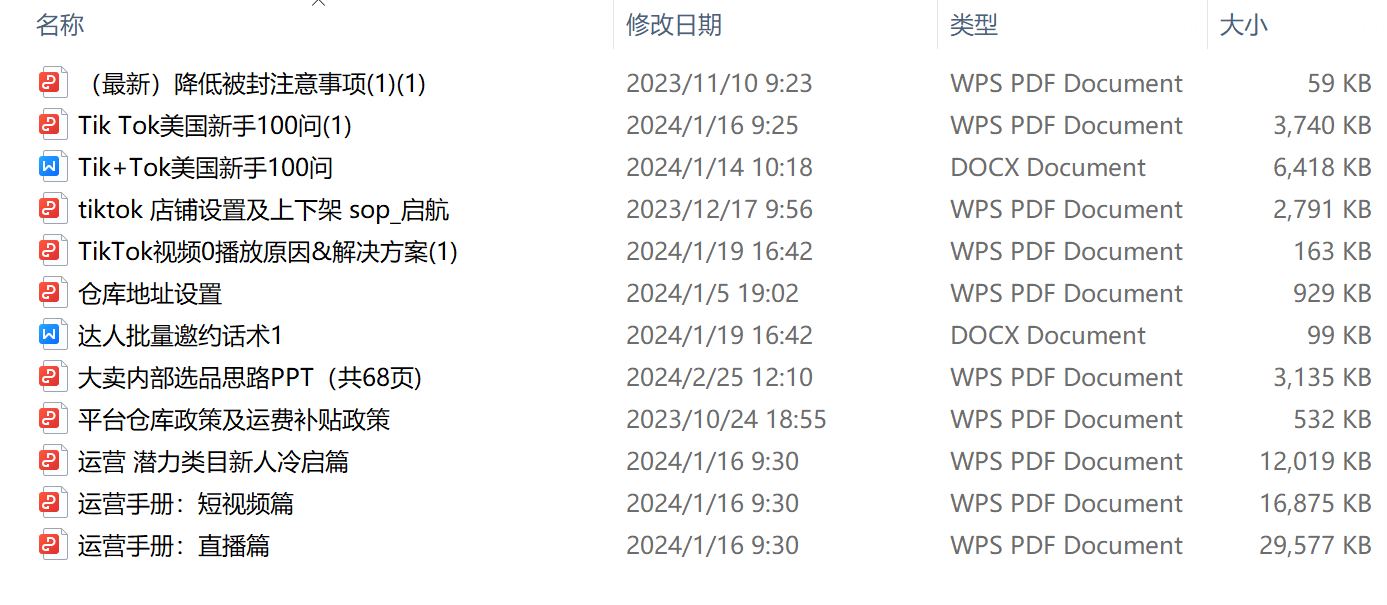 名称 修改日期 类型 大小
（最新）降低被封注意事项(1)(1) 2023/11/10 9:23 WPS PDF Document 59 KB
Tik Tok美国新手100问(1) 2024/1/16 9:25 WPS PDF Document 3,740 KB
Tik+Tok美国新手100问 2024/1/14 10:18 DOCX Document 6,418 KB
tiktok 店铺设置及上下架 sop_启航 2023/12/17 9:56 WPS PDF Document 2,791 KB
TikTok视频0播放原因&解决方案(1) 2024/1/19 16:42 WPS PDF Document 163 KB
仓库地址设置 2024/1/5 19:02 WPS PDF Document 929 KB
达人批量邀约话术1 2024/1/19 16:42 DOCX Document 99 KB
大卖内部选品思路PPT（共68页) 2024/2/25 12:10 WPS PDF Document 3,135 KB
平台仓库政策及运费补贴政策 2023/10/24 18:55 WPS PDF Document 532 KB
运营 潜力类目新人冷启篇 2024/1/16 9:30 WPS PDF Document 12,019 KB
运营手册：短视频篇 2024/1/16 9:30 WPS PDF Document 16,875 KB
运营手册：直播篇 2024/1/16 9:30 WPS PDF Document 29,577 KB